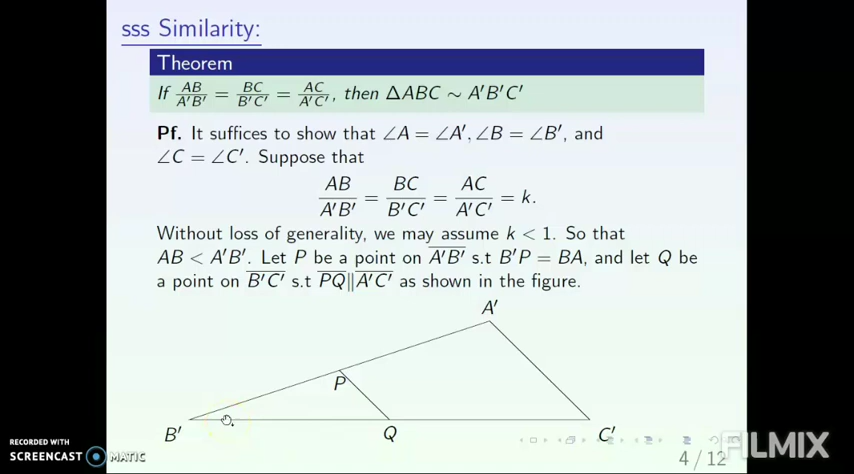 sss Similarity:
Theorem
If AB/A'B' = BC/B'C' = AC/A'C', then ΔABC ∼ A'B'C'
Pf. It suffices to show that ∠A = ∠A', ∠B = ∠B', and
∠C = ∠C'. Suppose that
AB/A'B' = BC/B'C' = AC/A'C' = k.
Without loss of generality, we may assume k < 1. So that
AB < A'B'. Let P be a point on A'B' s.t B'P = BA, and let Q be
a point on B'C' s.t PQ∥A'C' as shown in the figure.
A'
P
B'
Q
C'
RECORDED WITH
SCREENCAST MATIC
4 / 12
FILMIX